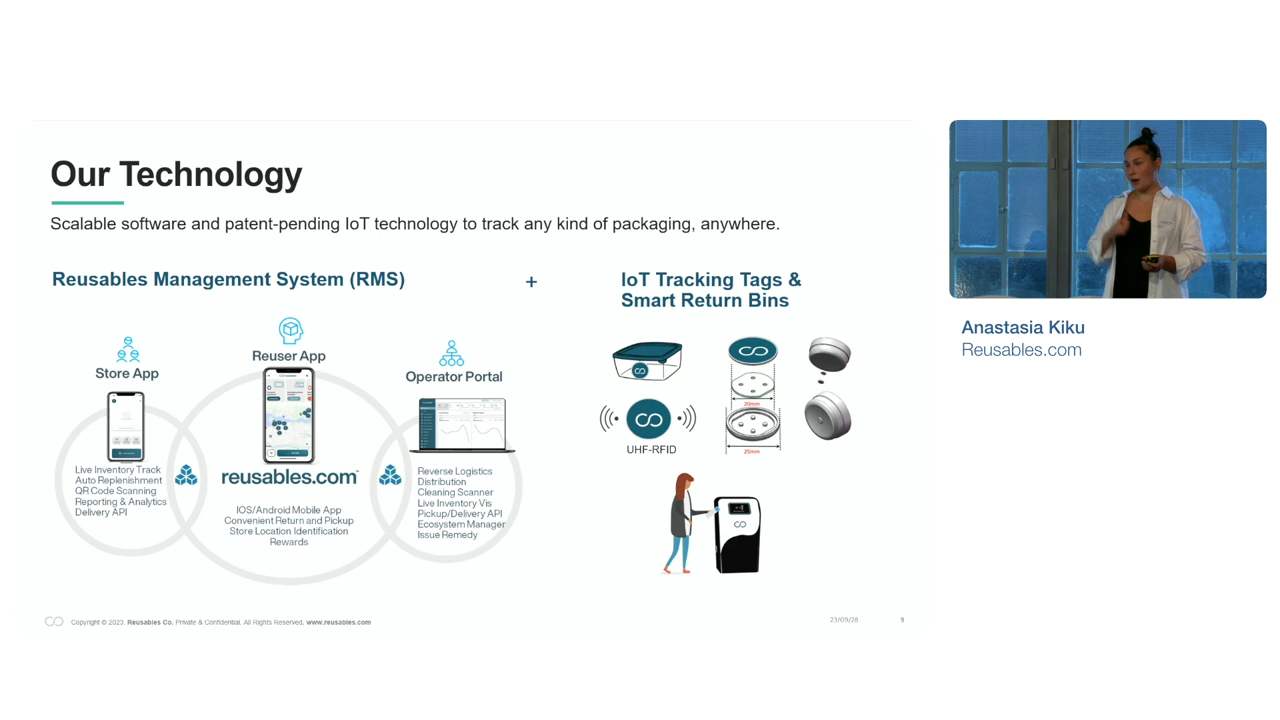 Our Technology
Scalable software and patent-pending IoT technology to track any kind of packaging, anywhere.
Reusables Management System (RMS)
+
IoT Tracking Tags &
Smart Return Bins
Store App
Reuser App
Operator Portal
Live Inventory Track
Auto Replenishment
QR Code Scanning
Reporting & Analytics
Delivery API
reusables.com™
IOS/Android Mobile App
Convenient Return and Pickup
Store Location Identification
Rewards
Reverse Logistics
Distribution
Cleaning Scanner
Live Inventory Vis
Pickup/Delivery API
Ecosystem Manager
Issue Remedy
UHF-RFID
20mm
25mm
Copyright © 2023. Reusables Co. Private & Confidential. All Rights Reserved. www.reusables.com
23/09/28
9
Anastasia Kiku
Reusables.com